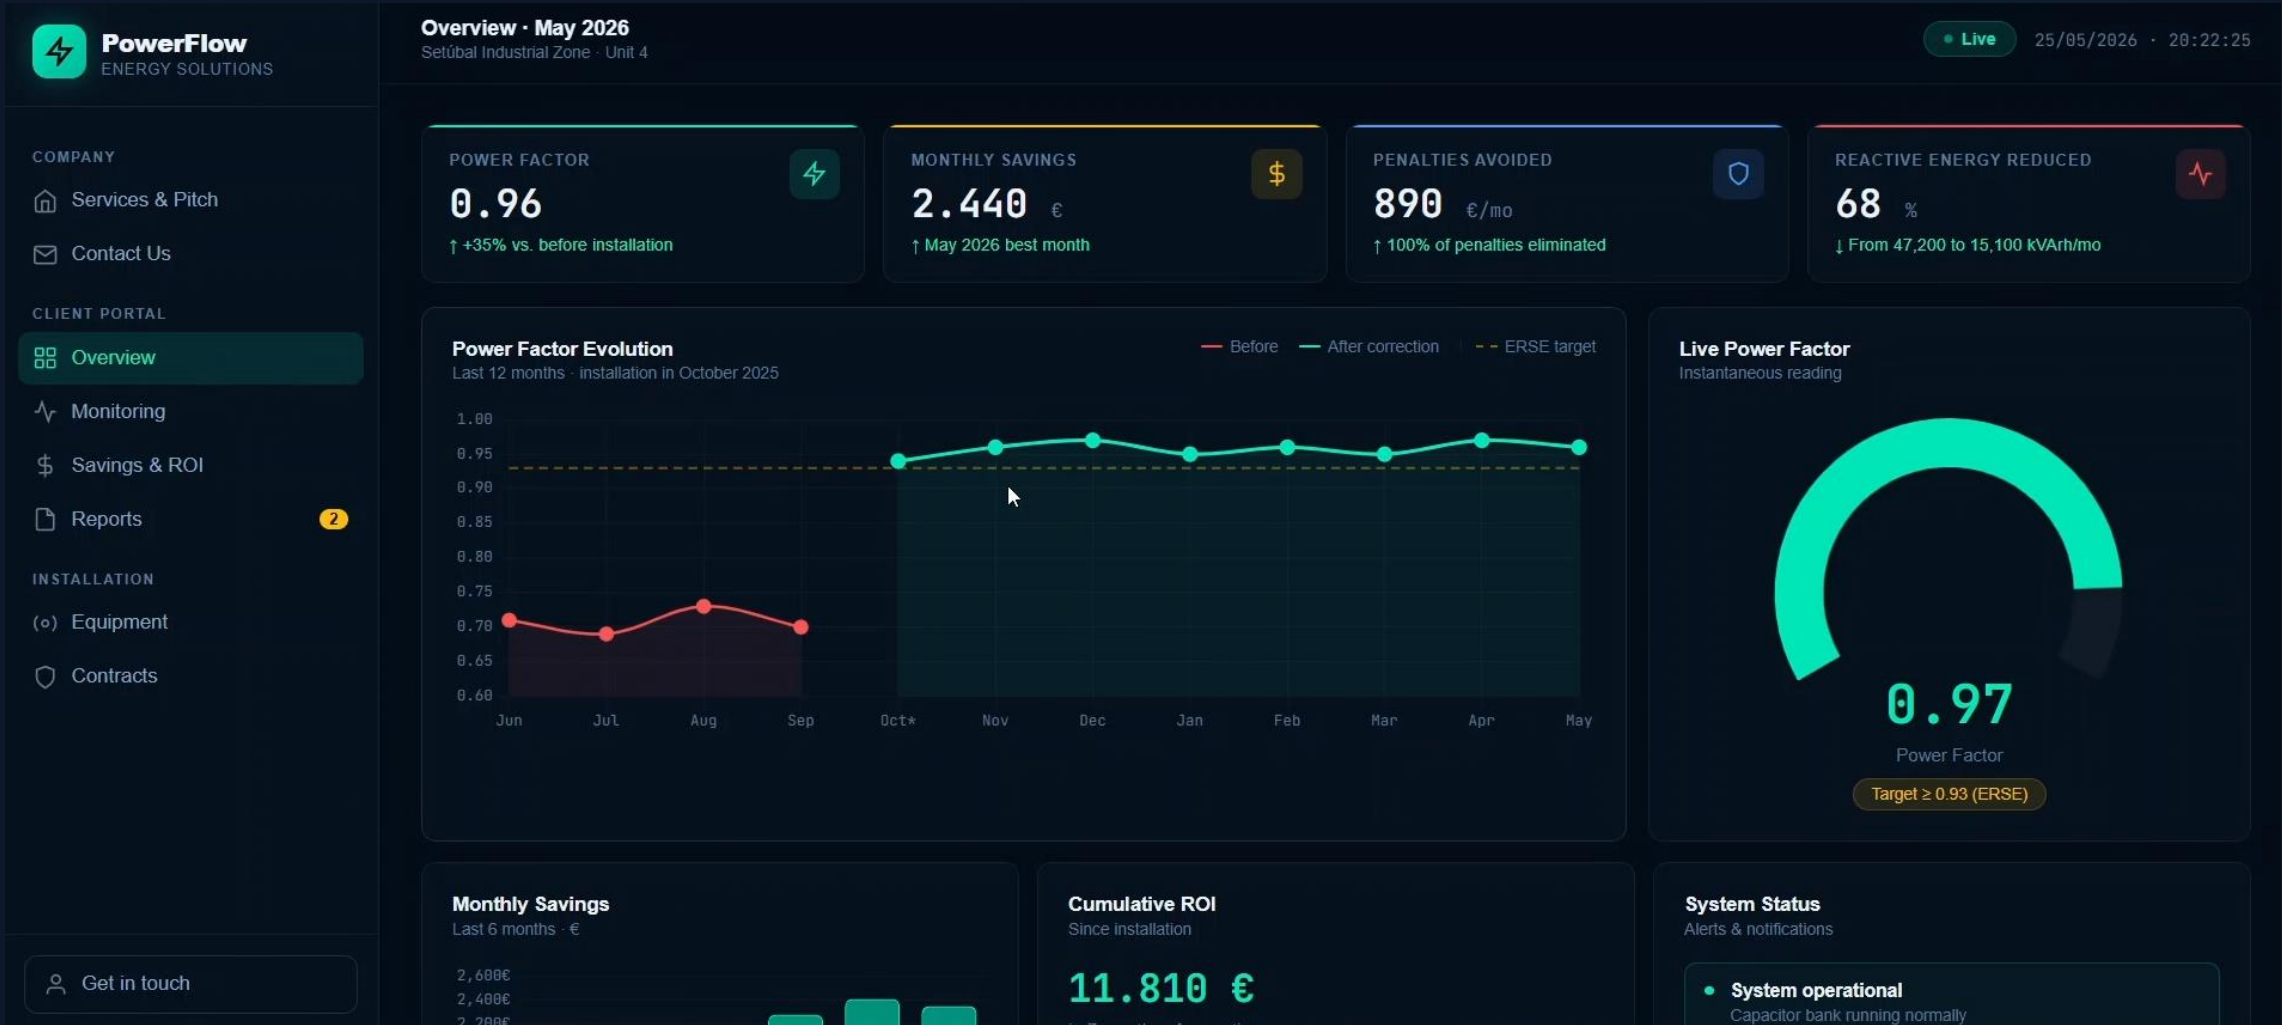 PowerFlow
ENERGY SOLUTIONS
COMPANY
Services & Pitch
Contact Us
CLIENT PORTAL
Overview
Monitoring
Savings & ROI
Reports
2
INSTALLATION
Equipment
Contracts
Get in touch
Overview · May 2026
Setúbal Industrial Zone · Unit 4
Live
25/05/2026 · 20:22:25
POWER FACTOR
0.96
↑ +35% vs. before installation
MONTHLY SAVINGS
$
2.440 €
↑ May 2026 best month
PENALTIES AVOIDED
890 €/mo
↑ 100% of penalties eliminated
REACTIVE ENERGY REDUCED
68 %
↓ From 47,200 to 15,100 kVArh/mo
Power Factor Evolution
Last 12 months · installation in October 2025
Before
After correction
ERSE target
1.00
0.95
0.90
0.85
0.80
0.75
0.70
0.65
0.60
Jun Jul Aug Sep Oct* Nov Dec Jan Feb Mar Apr May
Live Power Factor
Instantaneous reading
0.97
Power Factor
Target ≥ 0.93 (ERSE)
Monthly Savings
Last 6 months · €
2,600€
2,400€
2,200€
Cumulative ROI
Since installation
11.810 €
System Status
Alerts & notifications
System operational
Capacitor bank running normally